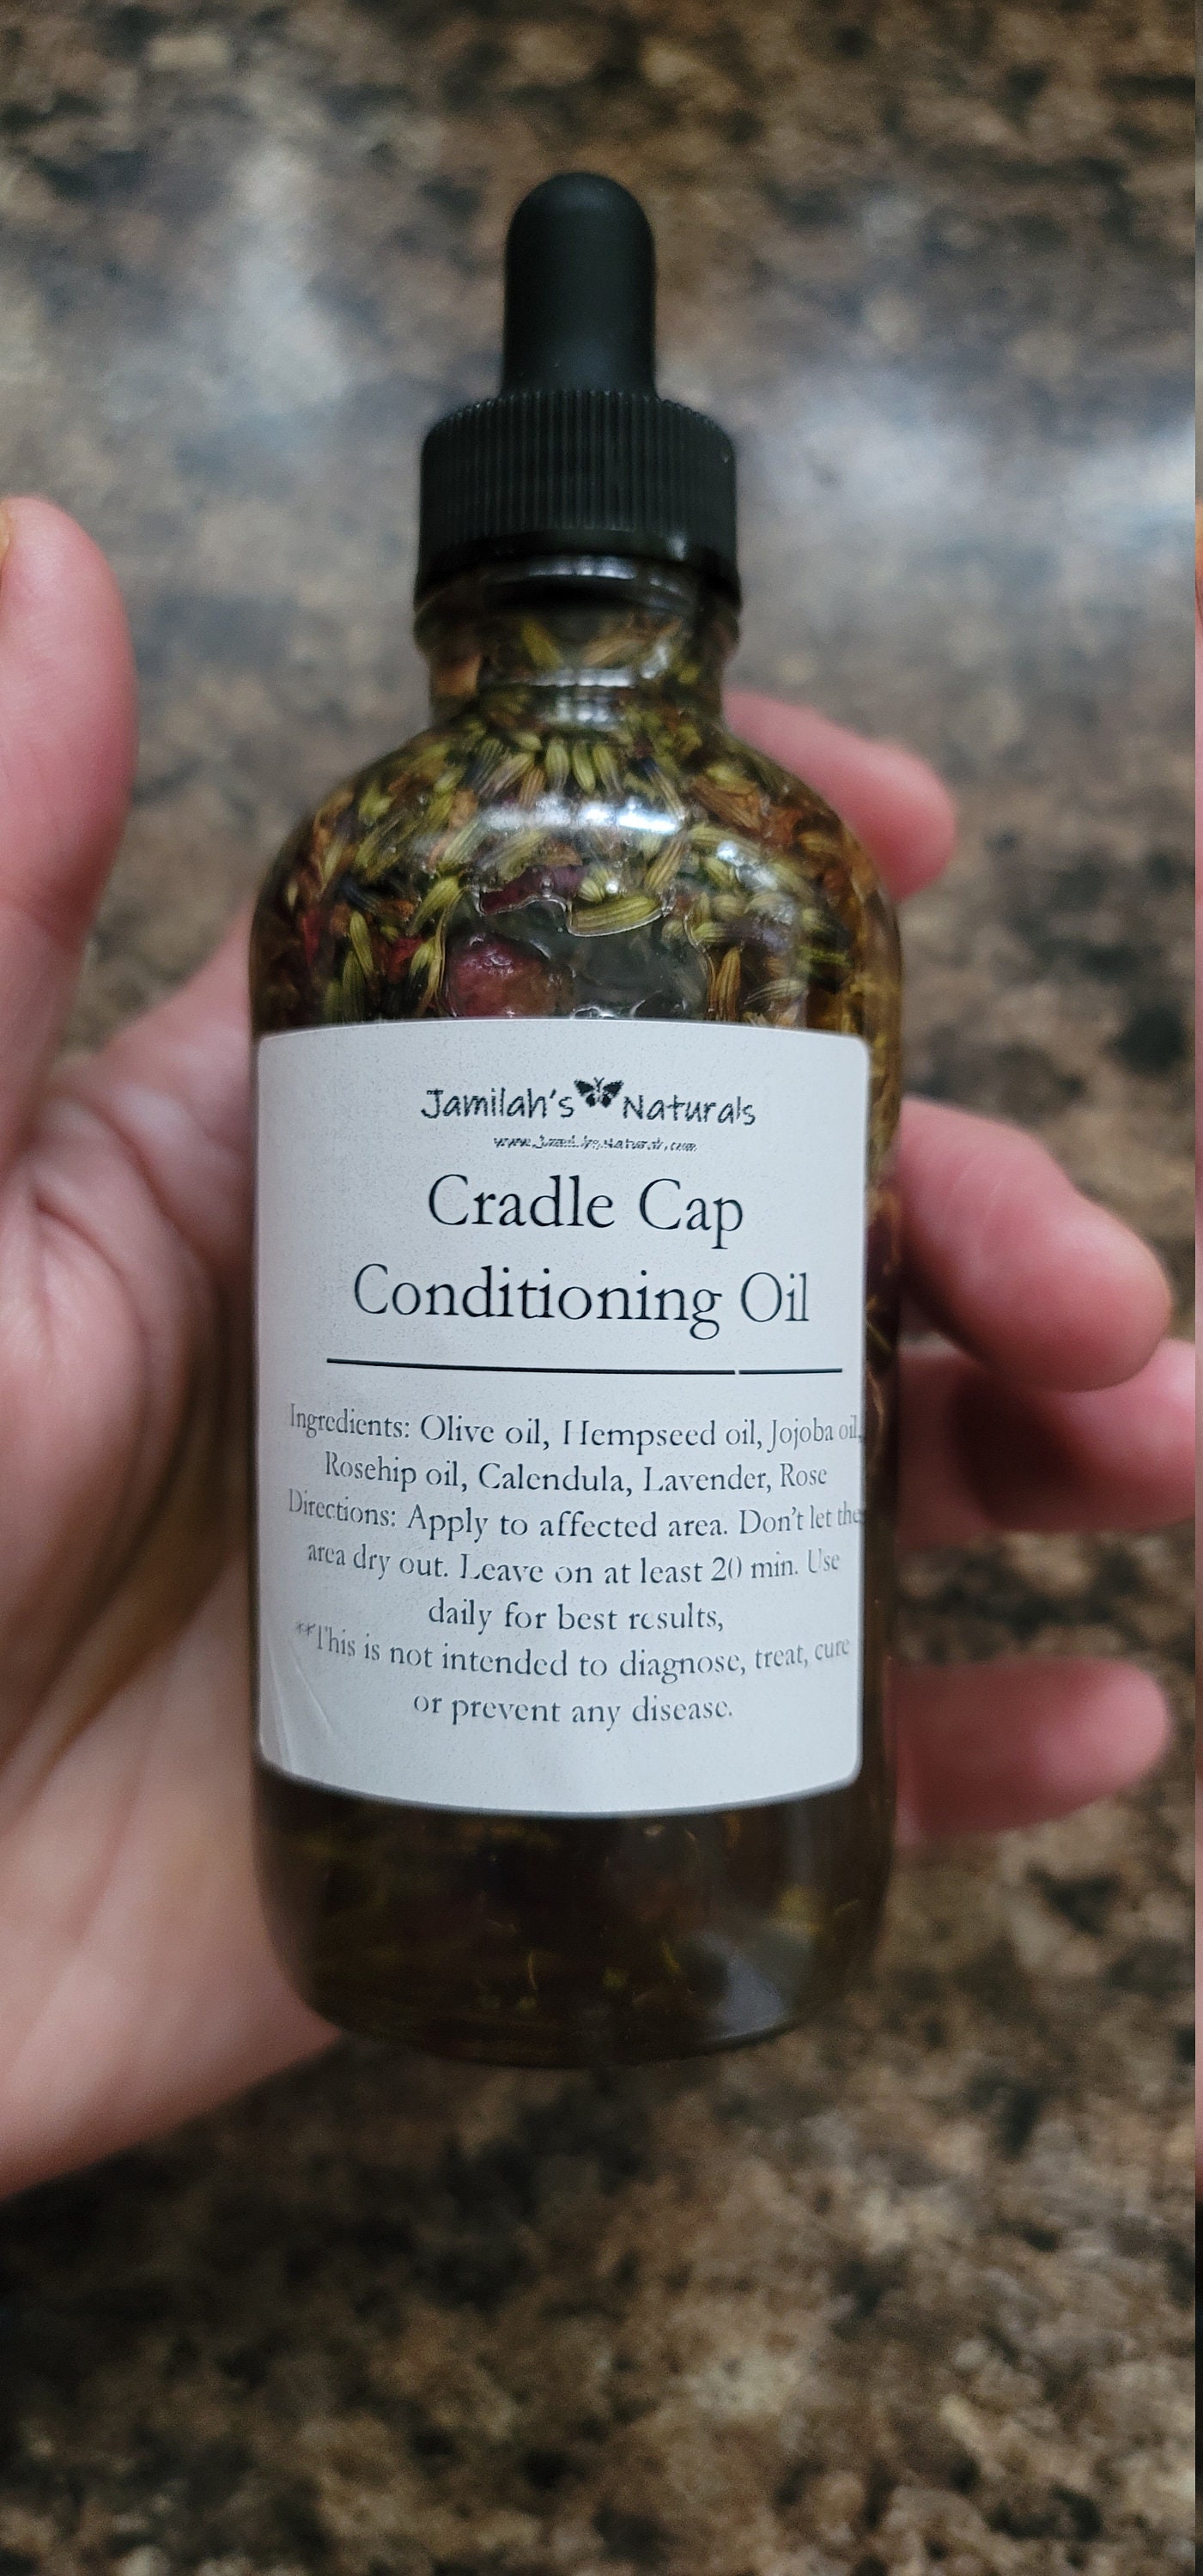 Jamilah's Naturals
Cradle Cap
Conditioning Oil
Ingredients: Olive oil, Hempseed oil, Jojoba oil,
Rosehip oil, Calendula, Lavender, Rose
Directions: Apply to affected area. Don't let the
area dry out. Leave on at least 20 min. Use
daily for best results,
**This is not intended to diagnose, treat, cure
or prevent any disease.